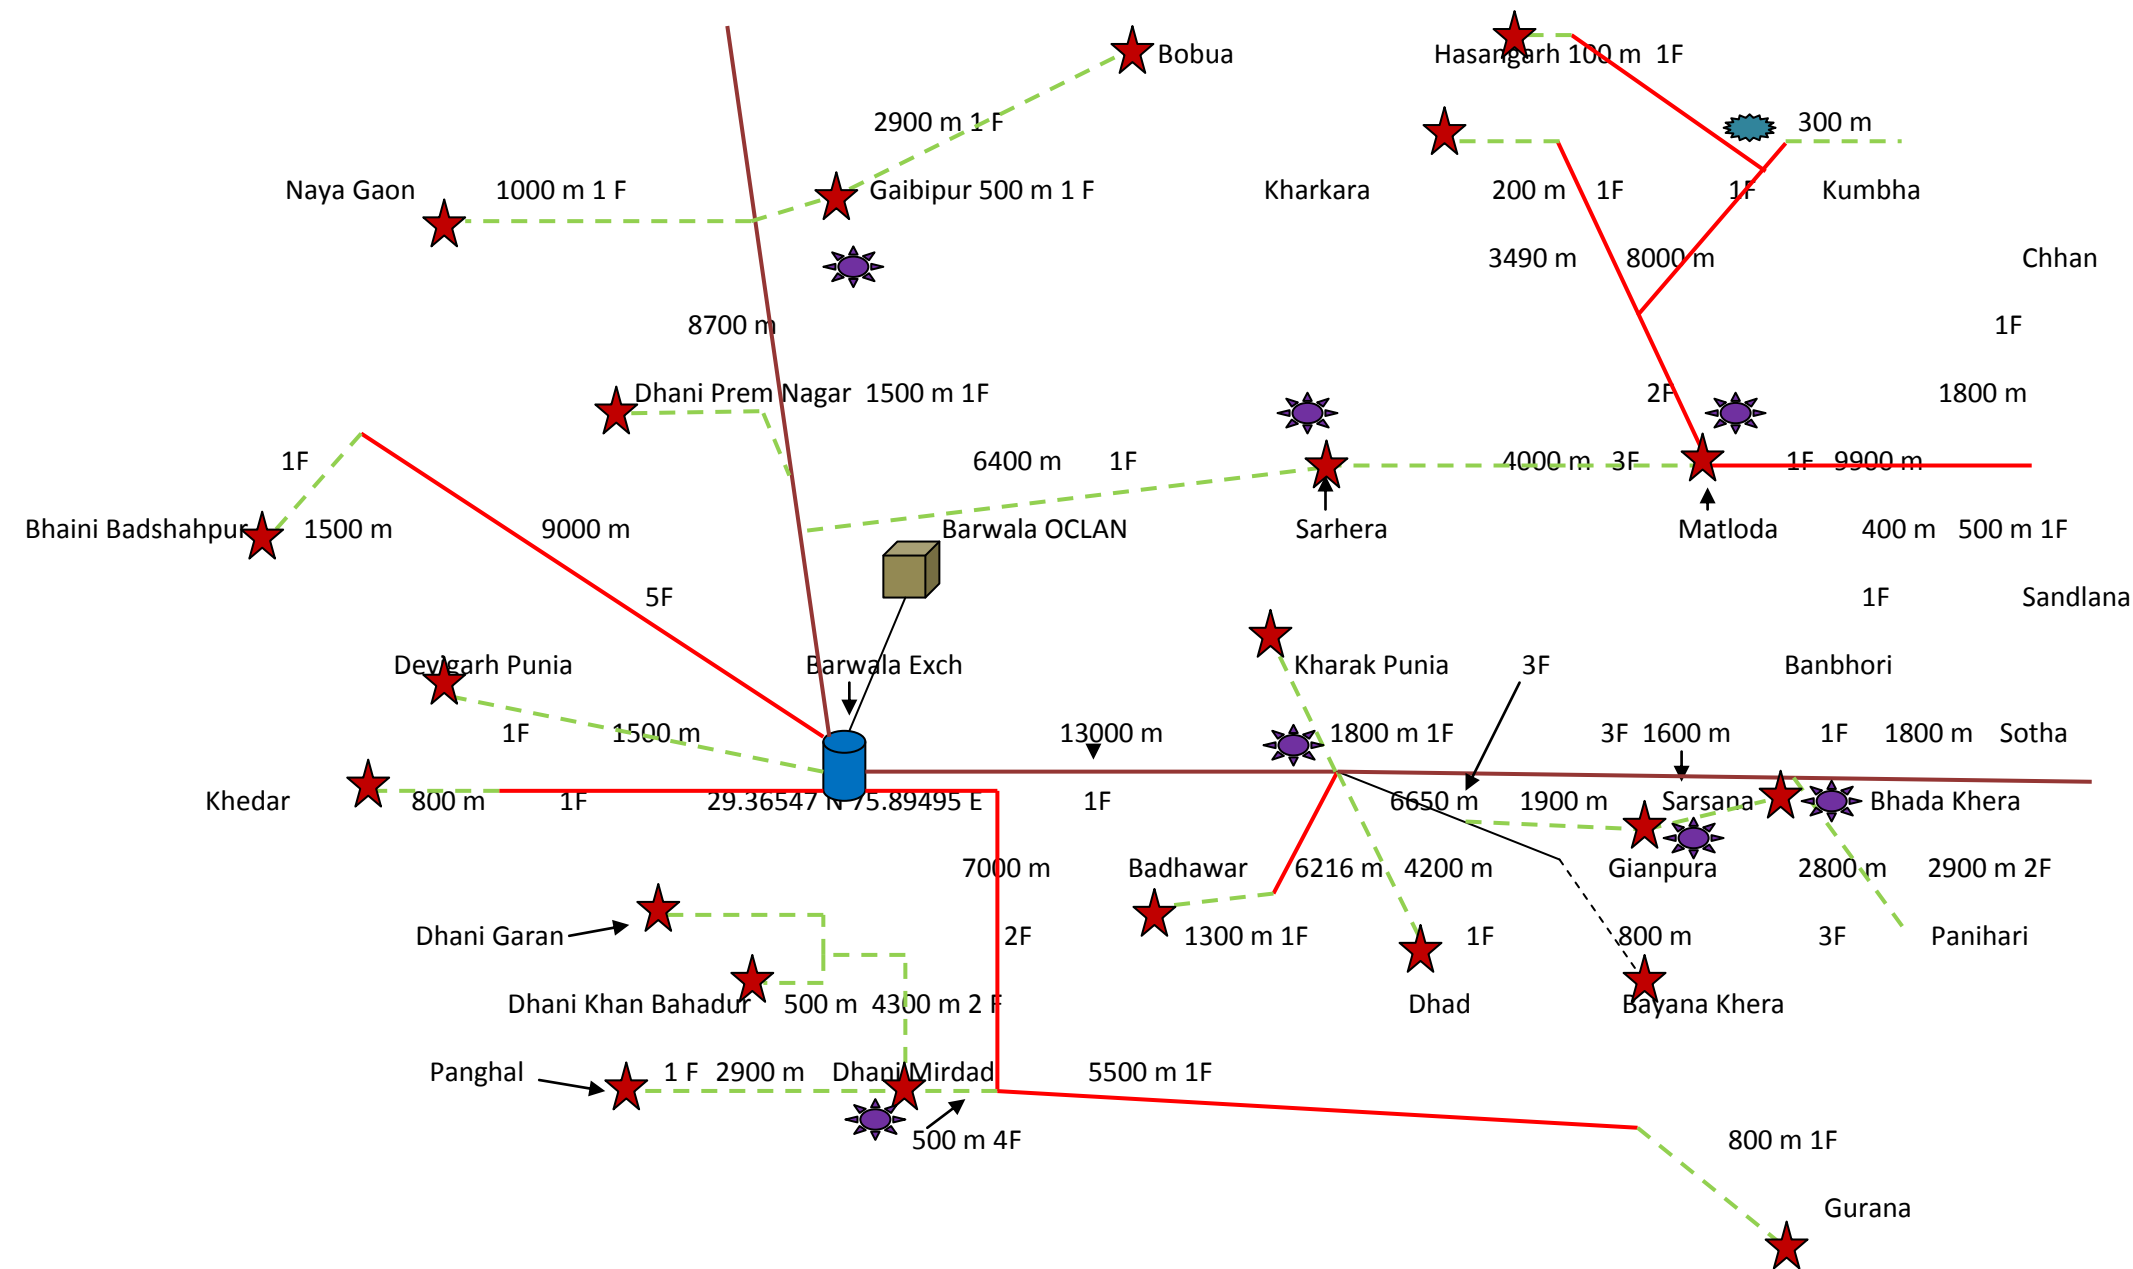 Bobua
Hasangarh 100 m 1F
2900 m 1 F
300 m
Naya Gaon 1000 m 1 F Gaibipur 500 m 1 F Kharkara 200 m 1F 1F Kumbha
3490 m 8000 m Chhan
8700 m 1F
Dhani Prem Nagar 1500 m 1F 2F 1800 m
1F 6400 m 1F 4000 m 3F 1F 9900 m
Bhaini Badshahpur 1500 m 9000 m Barwala OCLAN Sarhera Matloda 400 m 500 m 1F
5F 1F Sandlana
Devigarh Punia Barwala Exch Kharak Punia 3F Banbhori
1F 1500 m 13000 m 1800 m 1F 3F 1600 m 1F 1800 m Sotha
Khedar 800 m 1F 29.36547 N 75.89495 E 1F 6650 m 1900 m Sarsana Bhada Khera
7000 m Badhawar 6216 m 4200 m Gianpura 2800 m 2900 m 2F
Dhani Garan 2F 1300 m 1F 1F 800 m 3F Panihari
Dhani Khan Bahadur 500 m 4300 m 2 F Dhad Bayana Khera
Panghal 1 F 2900 m Dhani Mirdad 5500 m 1F
500 m 4F 800 m 1F
Gurana